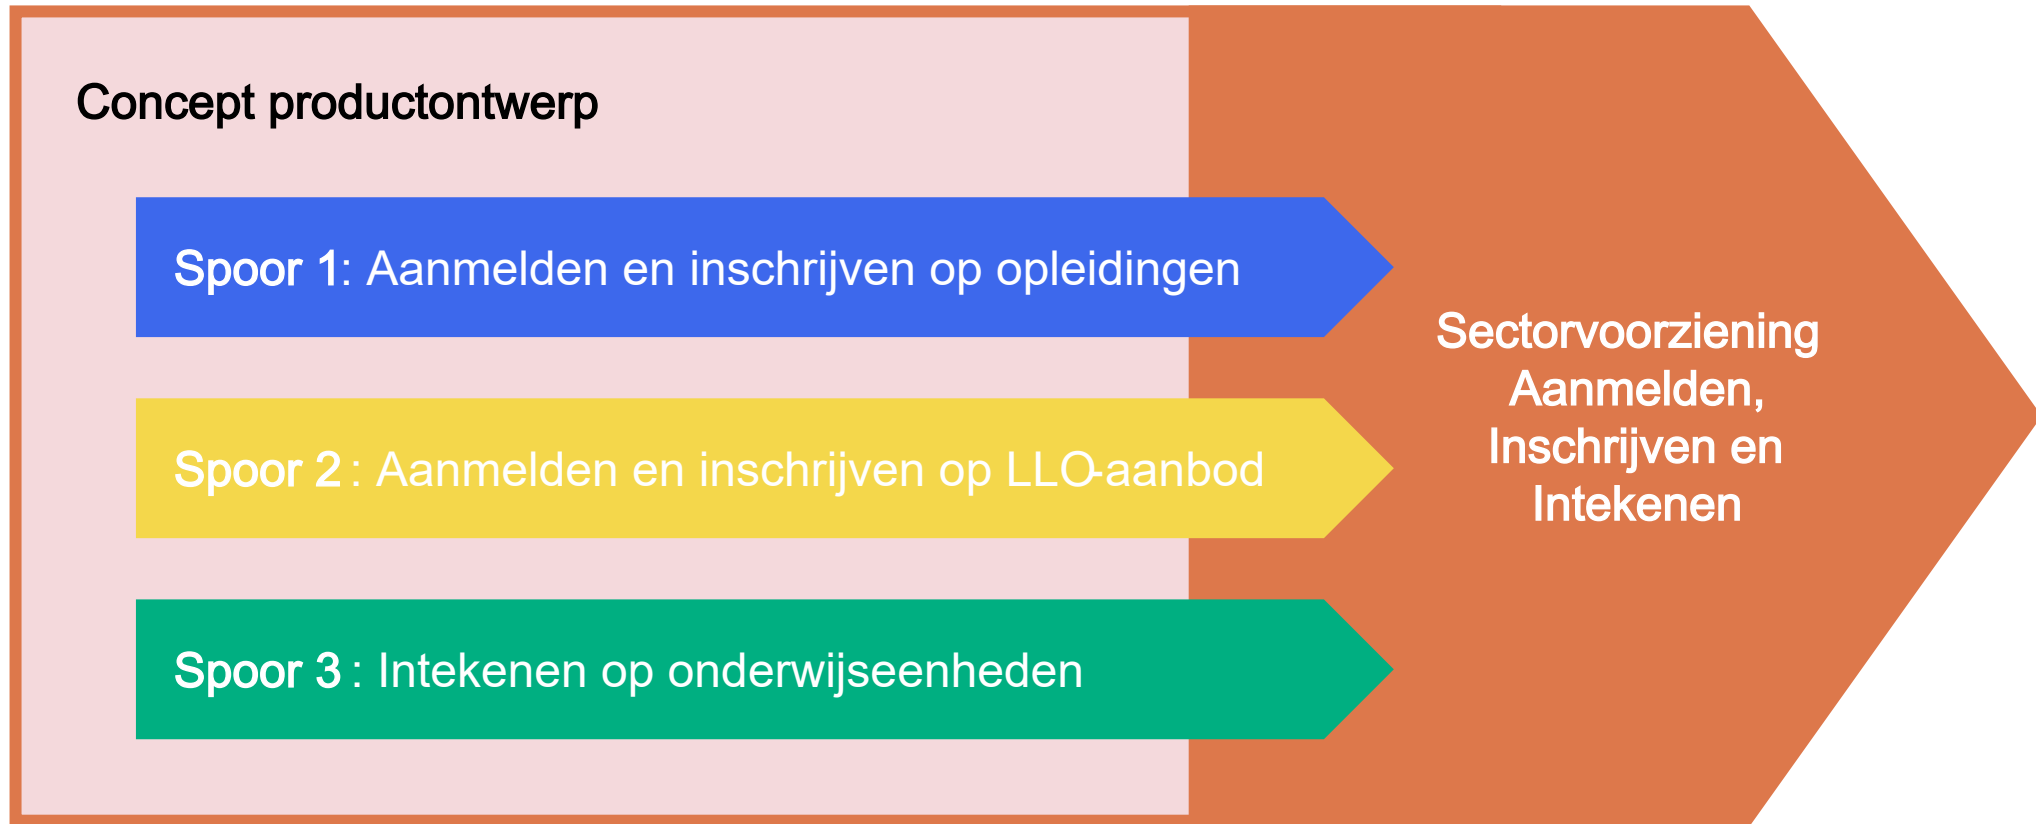 Concept productontwerp
Spoor 1: Aanmelden en inschrijven op opleidingen
Spoor 2 : Aanmelden en inschrijven op LLO-aanbod
Spoor 3 : Intekenen op onderwijseenheden
Sectorvoorziening
Aanmelden,
Inschrijven en
Intekenen